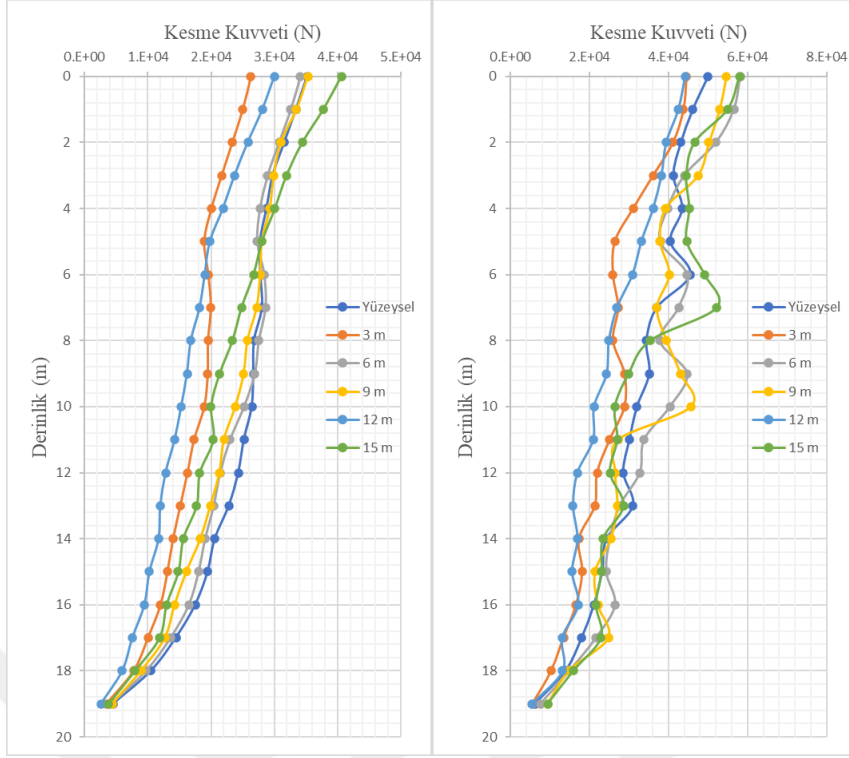 Kesme Kuvveti (N)
0.E+00 1.E+04 2.E+04 3.E+04 4.E+04 5.E+04
0
2
4
6
8
10
12
14
16
18
20
Derinlik (m)
Yüzeysel
3 m
6 m
9 m
12 m
15 m
Kesme Kuvveti (N)
0.E+00 2.E+04 4.E+04 6.E+04 8.E+04
0
2
4
6
8
10
12
14
16
18
20
Derinlik (m)
Yüzeysel
3 m
6 m
9 m
12 m
15 m